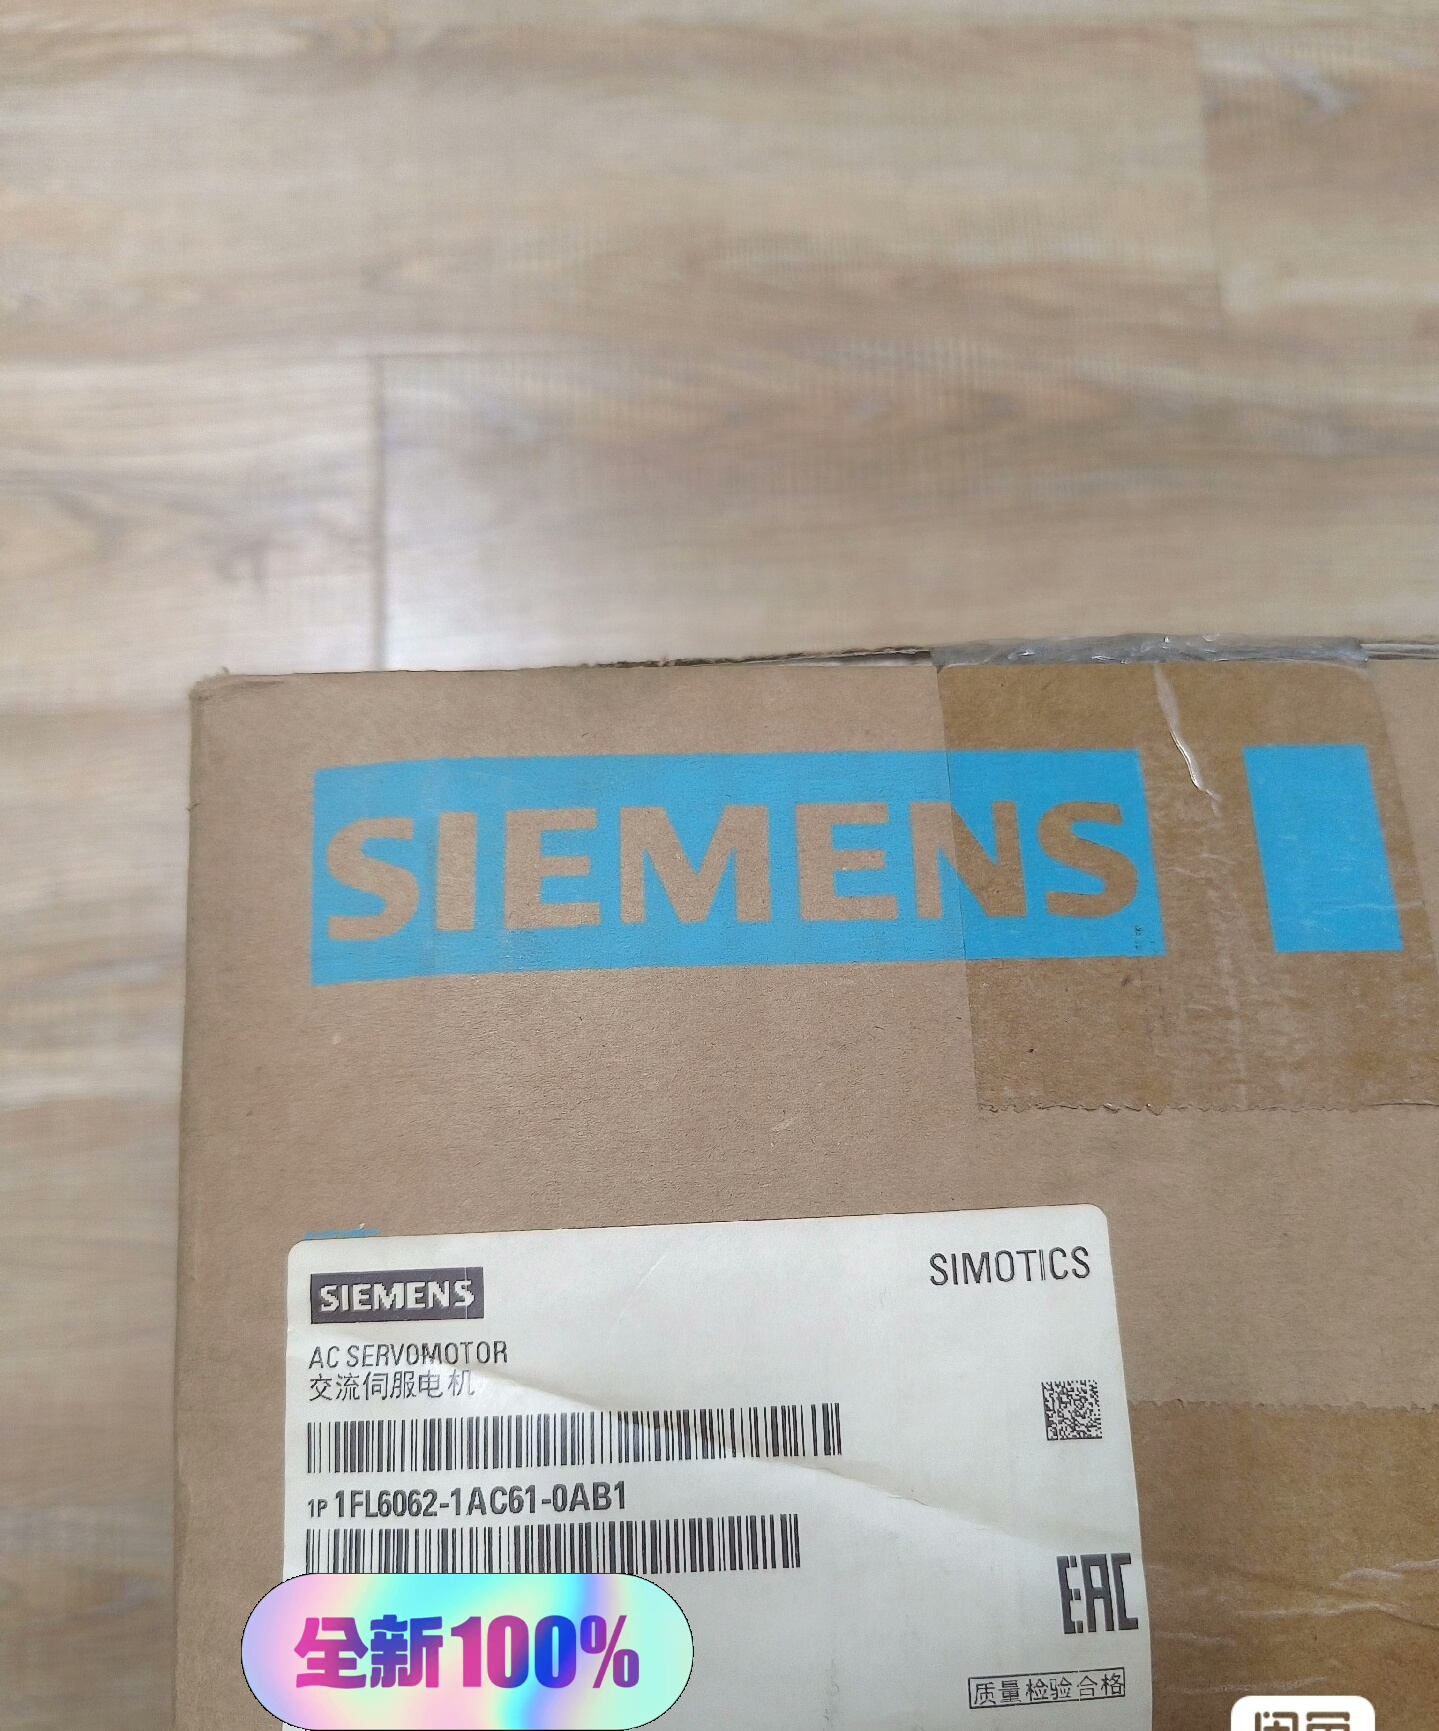 SIEMENS
SIEMENS
SIMOTICS
AC SERVOMOTOR
交流伺服电机
1P 1FL6062-1AC61-0AB1
EAC
全新100%
质量检验合格